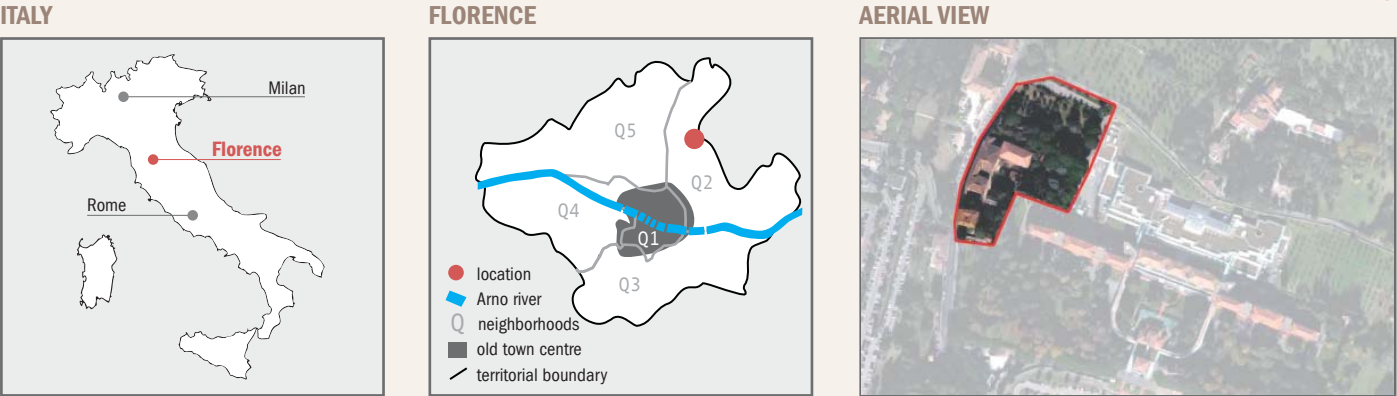 ITALY
Milan
Florence
Rome
FLORENCE
Q5
Q2
Q4
Q1
Q3
location
Arno river
Q neighborhoods
old town centre
territorial boundary
AERIAL VIEW